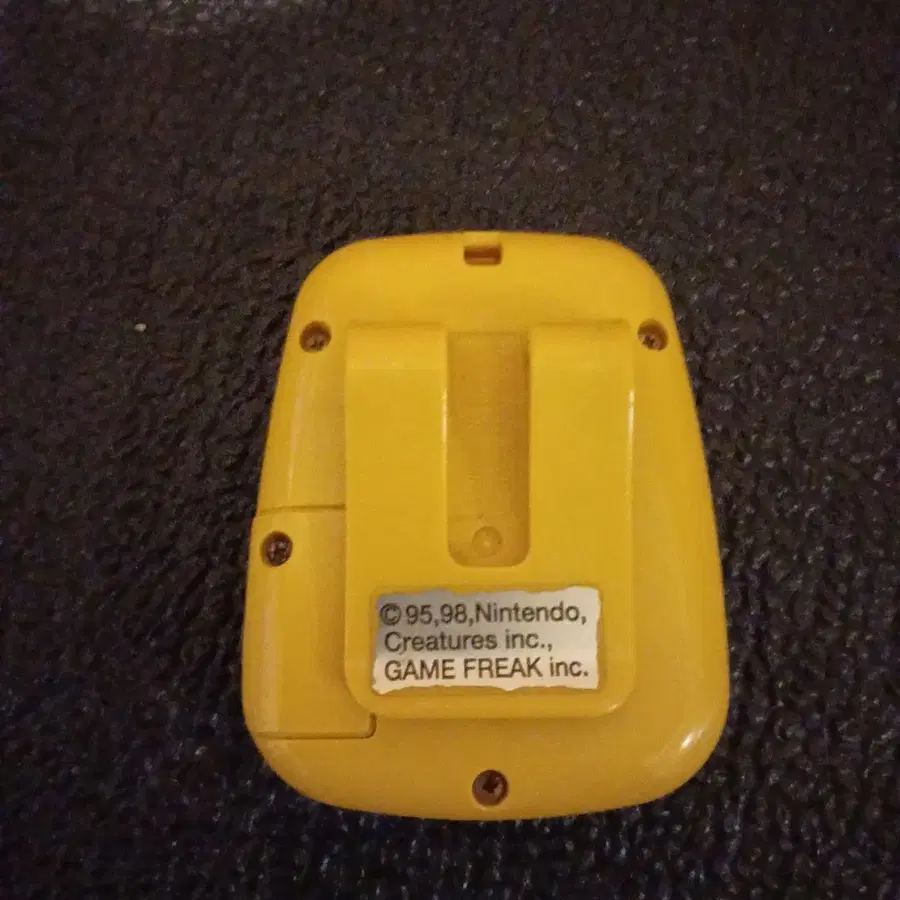 ©95,98,Nintendo,
Creatures inc.,
GAME FREAK inc.